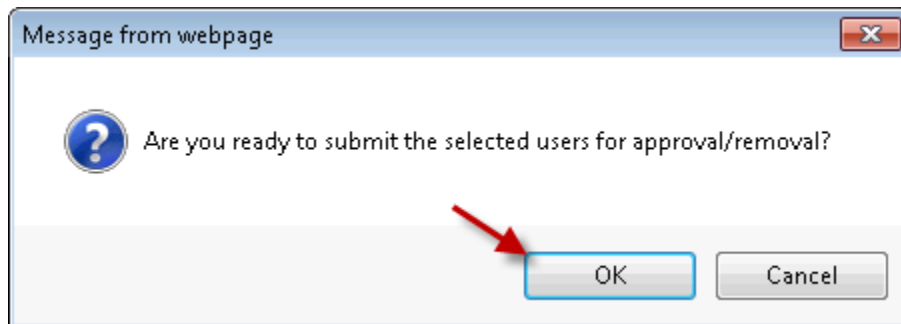 Message from webpage
Are you ready to submit the selected users for approval/removal?
OK
Cancel